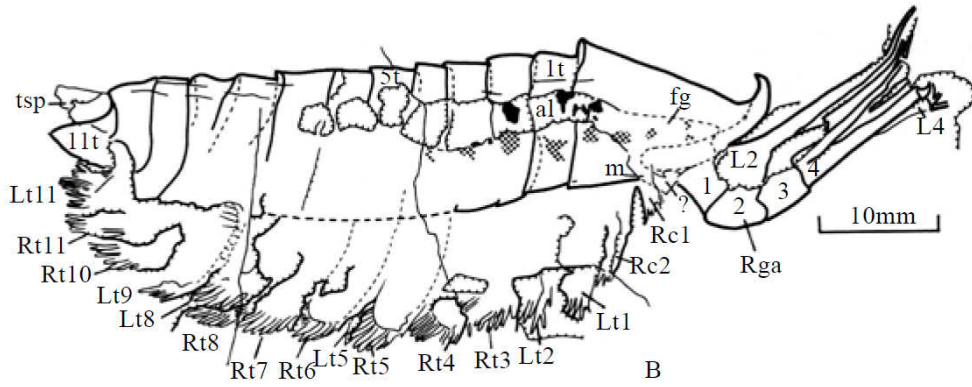 5t
1t
tsp
fg
11t
al
L4
L2
m
4
1
3
?
2
Lt11
Rt11
Rc1
10mm
Rc2
Rga
Rt10
Lt9
Lt8
Lt1
Rt8
Rt7
Rt6
Lt5
Rt5
Rt4
Rt3
Lt2
B